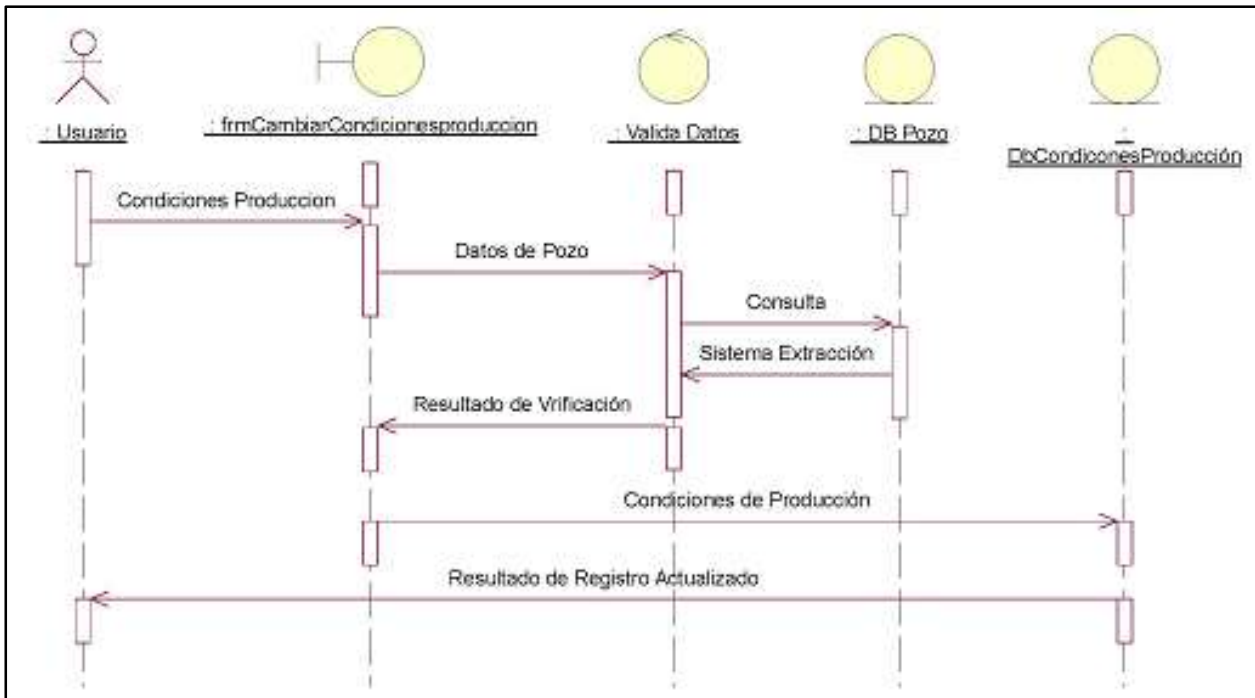 : Usuario
: frmCambiarCondicionesproduccion
: Valida Datos
: DB Pozo
:
DbCondiconesProducción
Condiciones Produccion
Datos de Pozo
Consulta
Sistema Extracción
Resultado de Vrificación
Condiciones de Producción
Resultado de Registro Actualizado